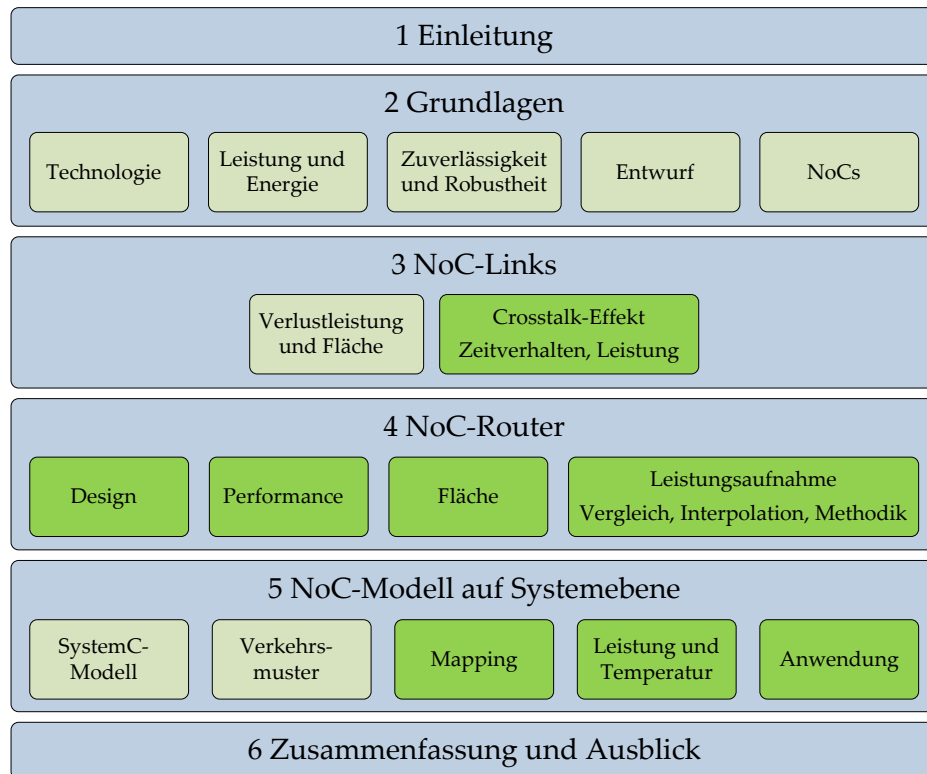 1 Einleitung
2 Grundlagen
Technologie
Leistung und
Energie
Zuverlässigkeit
und Robustheit
Entwurf
NoCs
3 NoC-Links
Verlustleistung
und Fläche
Crosstalk-Effekt
Zeitverhalten, Leistung
4 NoC-Router
Design
Performance
Fläche
Leistungsaufnahme
Vergleich, Interpolation, Methodik
5 NoC-Modell auf Systemebene
SystemC-
Modell
Verkehrs-
muster
Mapping
Leistung und
Temperatur
Anwendung
6 Zusammenfassung und Ausblick